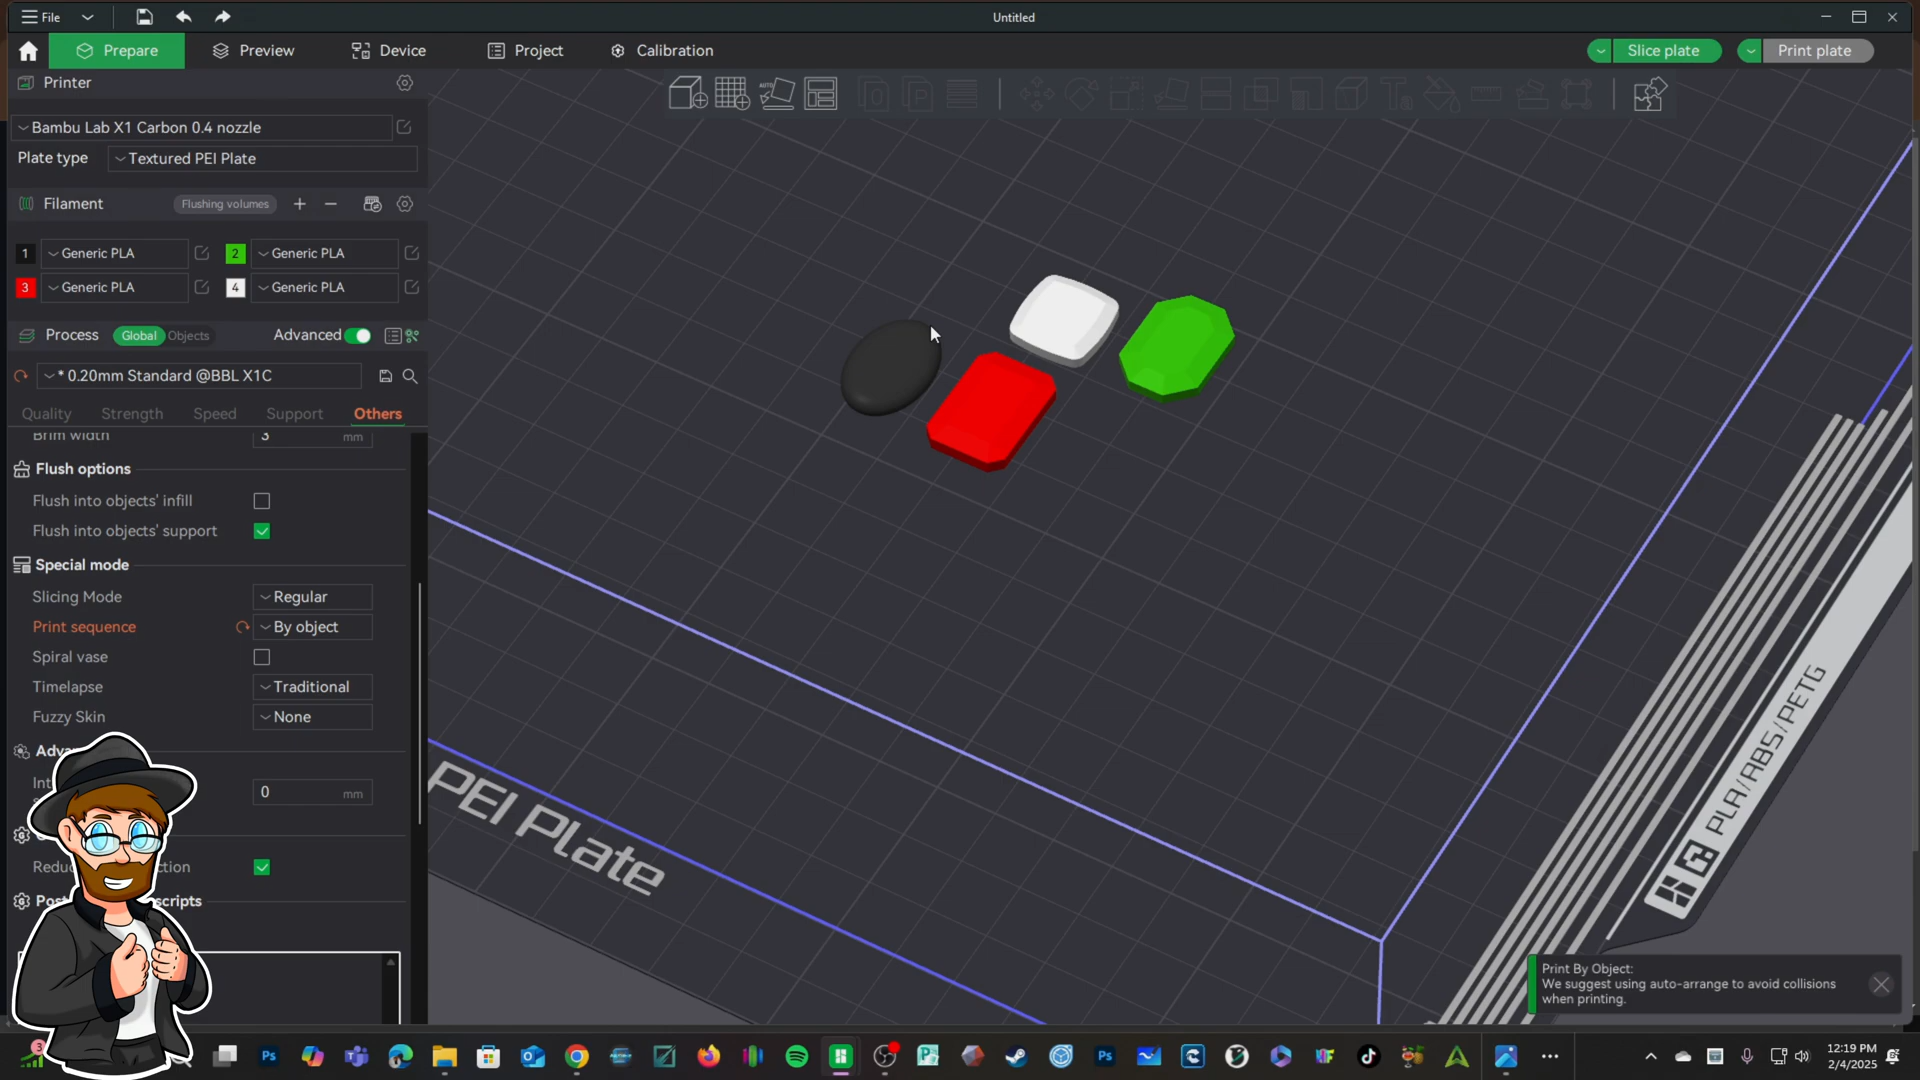 File
Untitled
Prepare
Preview
Device
Project
Calibration
Slice plate
Print plate
Printer
Bambu Lab X1 Carbon 0.4 nozzle
Plate type
Textured PEI Plate
Filament
Flushing volumes
1
Generic PLA
2
Generic PLA
3
Generic PLA
4
Generic PLA
Process
Global
Objects
Advanced
* 0.20mm Standard @BBL X1C
Quality
Strength
Speed
Support
Others
Brim width
3 mm
Flush options
Flush into objects' infill
Flush into objects' support
Special mode
Slicing Mode
Regular
Print sequence
By object
Spiral vase
Timelapse
Traditional
Fuzzy Skin
None
0 mm
AUTO
PEI Plate
PLA/ABS/PETG
Print By Object:
We suggest using auto-arrange to avoid collisions
when printing.
12:19 PM
2/4/2025